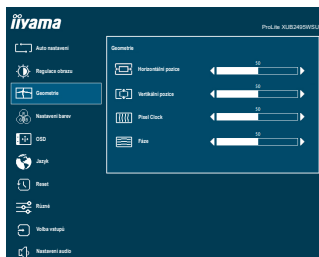 iiyama
ProLite XUB2495WSU
Auto nastavení
Regulace obrazu
Geometrie
Nastavení barev
OSD
Jazyk
Reset
Různé
Volba vstupů
Nastavení audio
Geometrie
Horizontální pozice
50
Vertikální pozice
50
Pixel Clock
50
Fáze
50